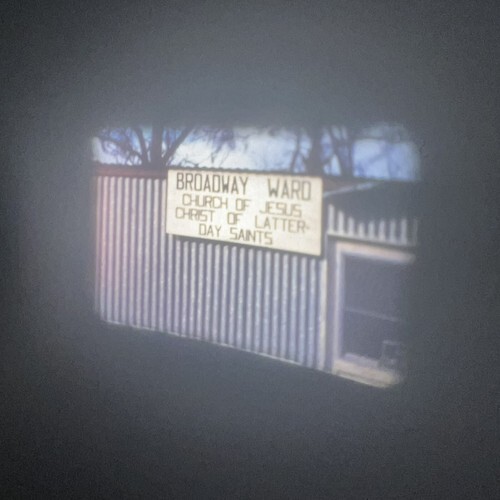 BROADWAY WARD
CHURCH OF JESUS
CHRIST OF LATTER-
DAY SAINTS